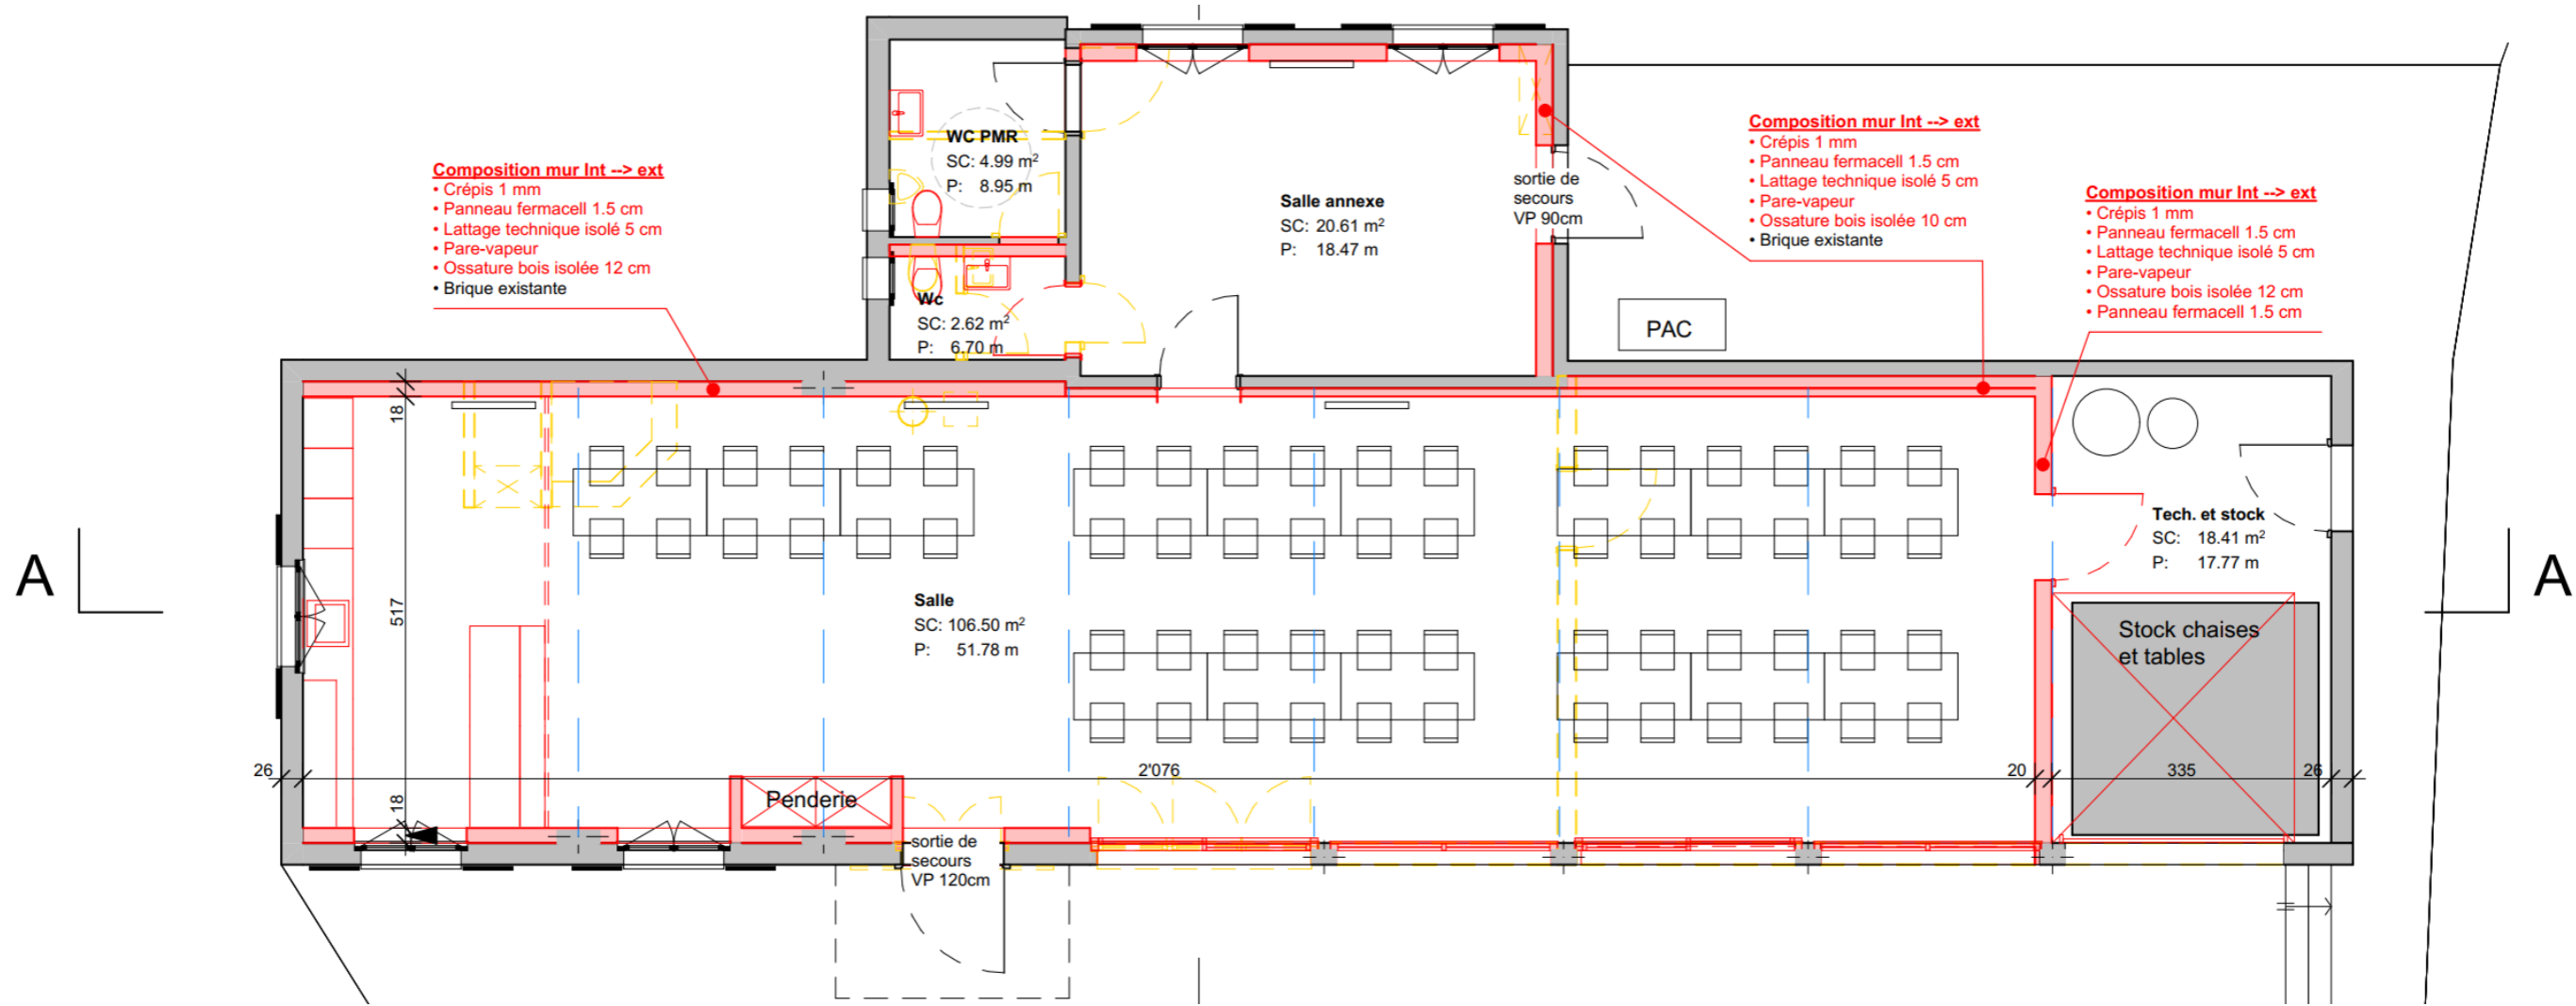 Composition mur Int --> ext
• Crépis 1 mm
• Panneau fermacell 1.5 cm
• Lattage technique isolé 5 cm
• Pare-vapeur
• Ossature bois isolée 12 cm
• Brique existante
WC PMR
SC: 4.99 m²
P: 8.95 m
Wc
SC: 2.62 m²
P: 6.70 m
Salle annexe
SC: 20.61 m²
P: 18.47 m
sortie de
secours
VP 90cm
Composition mur Int --> ext
• Crépis 1 mm
• Panneau fermacell 1.5 cm
• Lattage technique isolé 5 cm
• Pare-vapeur
• Ossature bois isolée 10 cm
• Brique existante
Composition mur Int --> ext
• Crépis 1 mm
• Panneau fermacell 1.5 cm
• Lattage technique isolé 5 cm
• Pare-vapeur
• Ossature bois isolée 12 cm
• Panneau fermacell 1.5 cm
PAC
18
517
18
A
Salle
SC: 106.50 m²
P: 51.78 m
Tech. et stock
SC: 18.41 m²
P: 17.77 m
A
Stock chaises
et tables
26
2'076
20
335
26
Penderie
sortie de
secours
VP 120cm